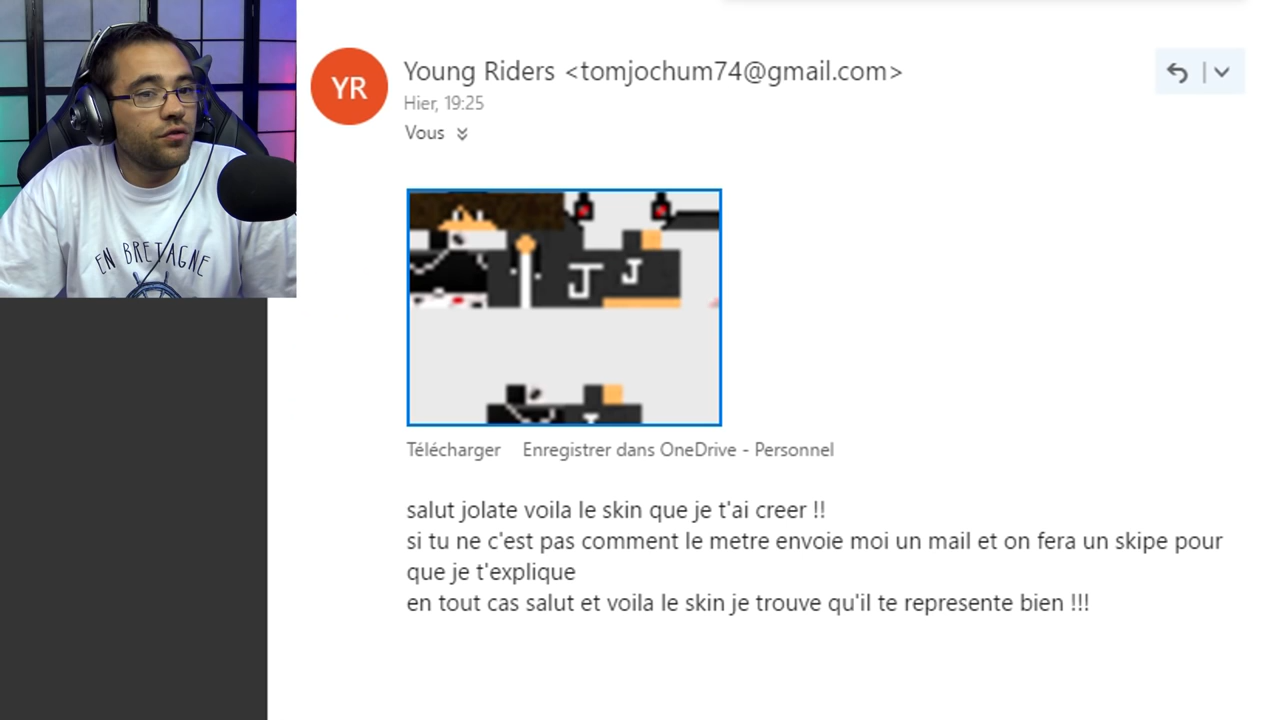 EN BRETAGNE
YR
Young Riders <tomjochum74@gmail.com>
Hier, 19:25
Vous
J J
Télécharger Enregistrer dans OneDrive - Personnel
salut jolate voila le skin que je t'ai creer !!
si tu ne c'est pas comment le metre envoie moi un mail et on fera un skipe pour
que je t'explique
en tout cas salut et voila le skin je trouve qu'il te represente bien !!!